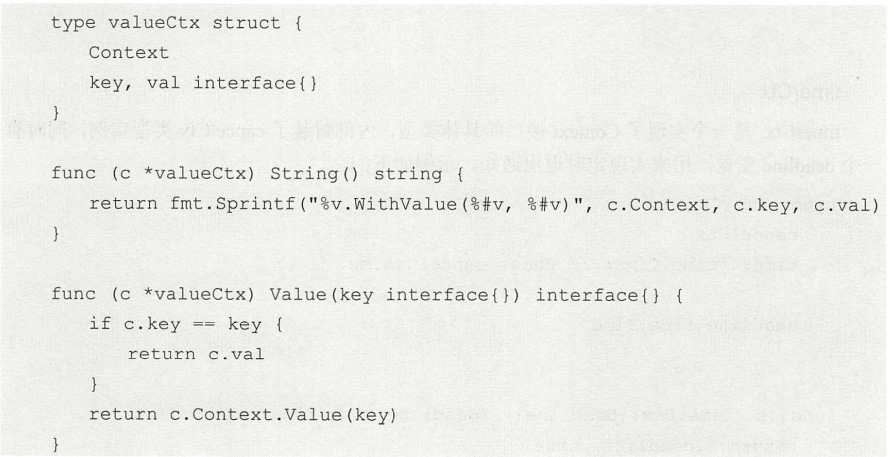 type valueCtx struct {
Context
key, val interface{}
}
func (c *valueCtx) String() string {
return fmt.Sprintf("%v.WithValue(%#v, %#v)", c.Context, c.key, c.val)
}
func (c *valueCtx) Value(key interface{}) interface{} {
if c.key == key {
return c.val
}
return c.Context.Value(key)
}